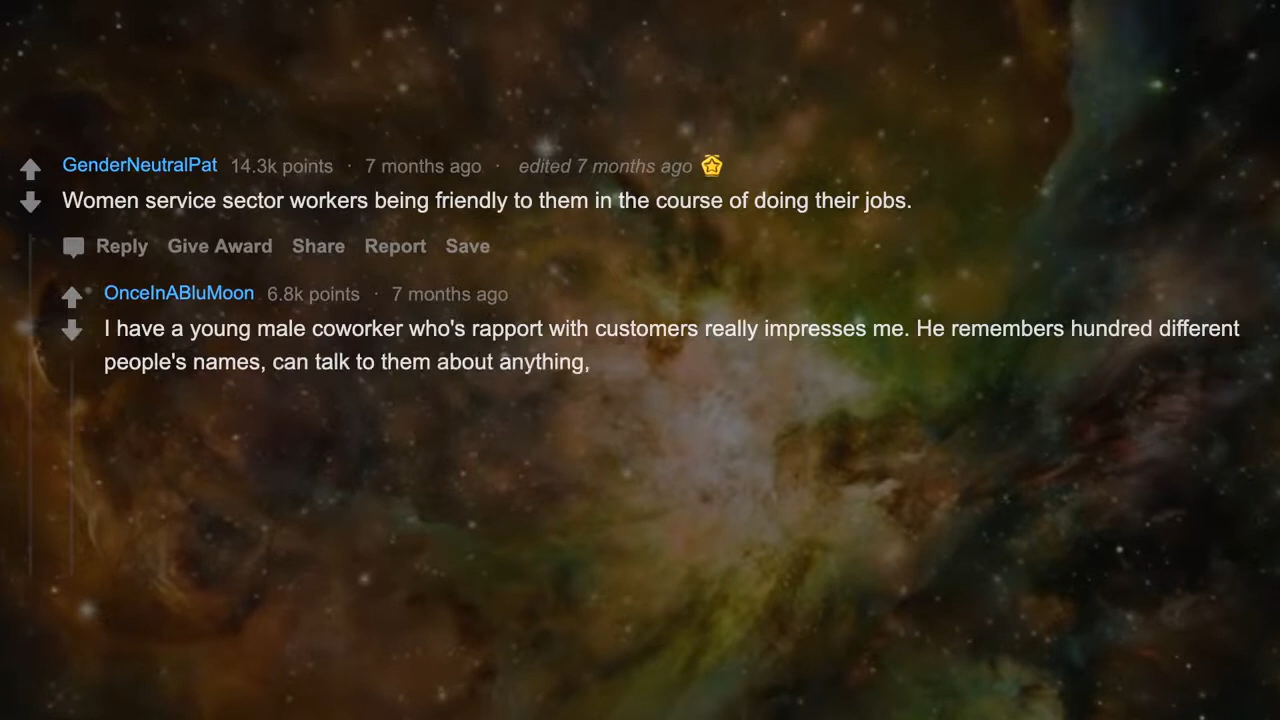 GenderNeutralPat 14.3k points · 7 months ago · edited 7 months ago
Women service sector workers being friendly to them in the course of doing their jobs.
Reply Give Award Share Report Save
OnceInABluMoon 6.8k points · 7 months ago
I have a young male coworker who's rapport with customers really impresses me. He remembers hundred different
people's names, can talk to them about anything,